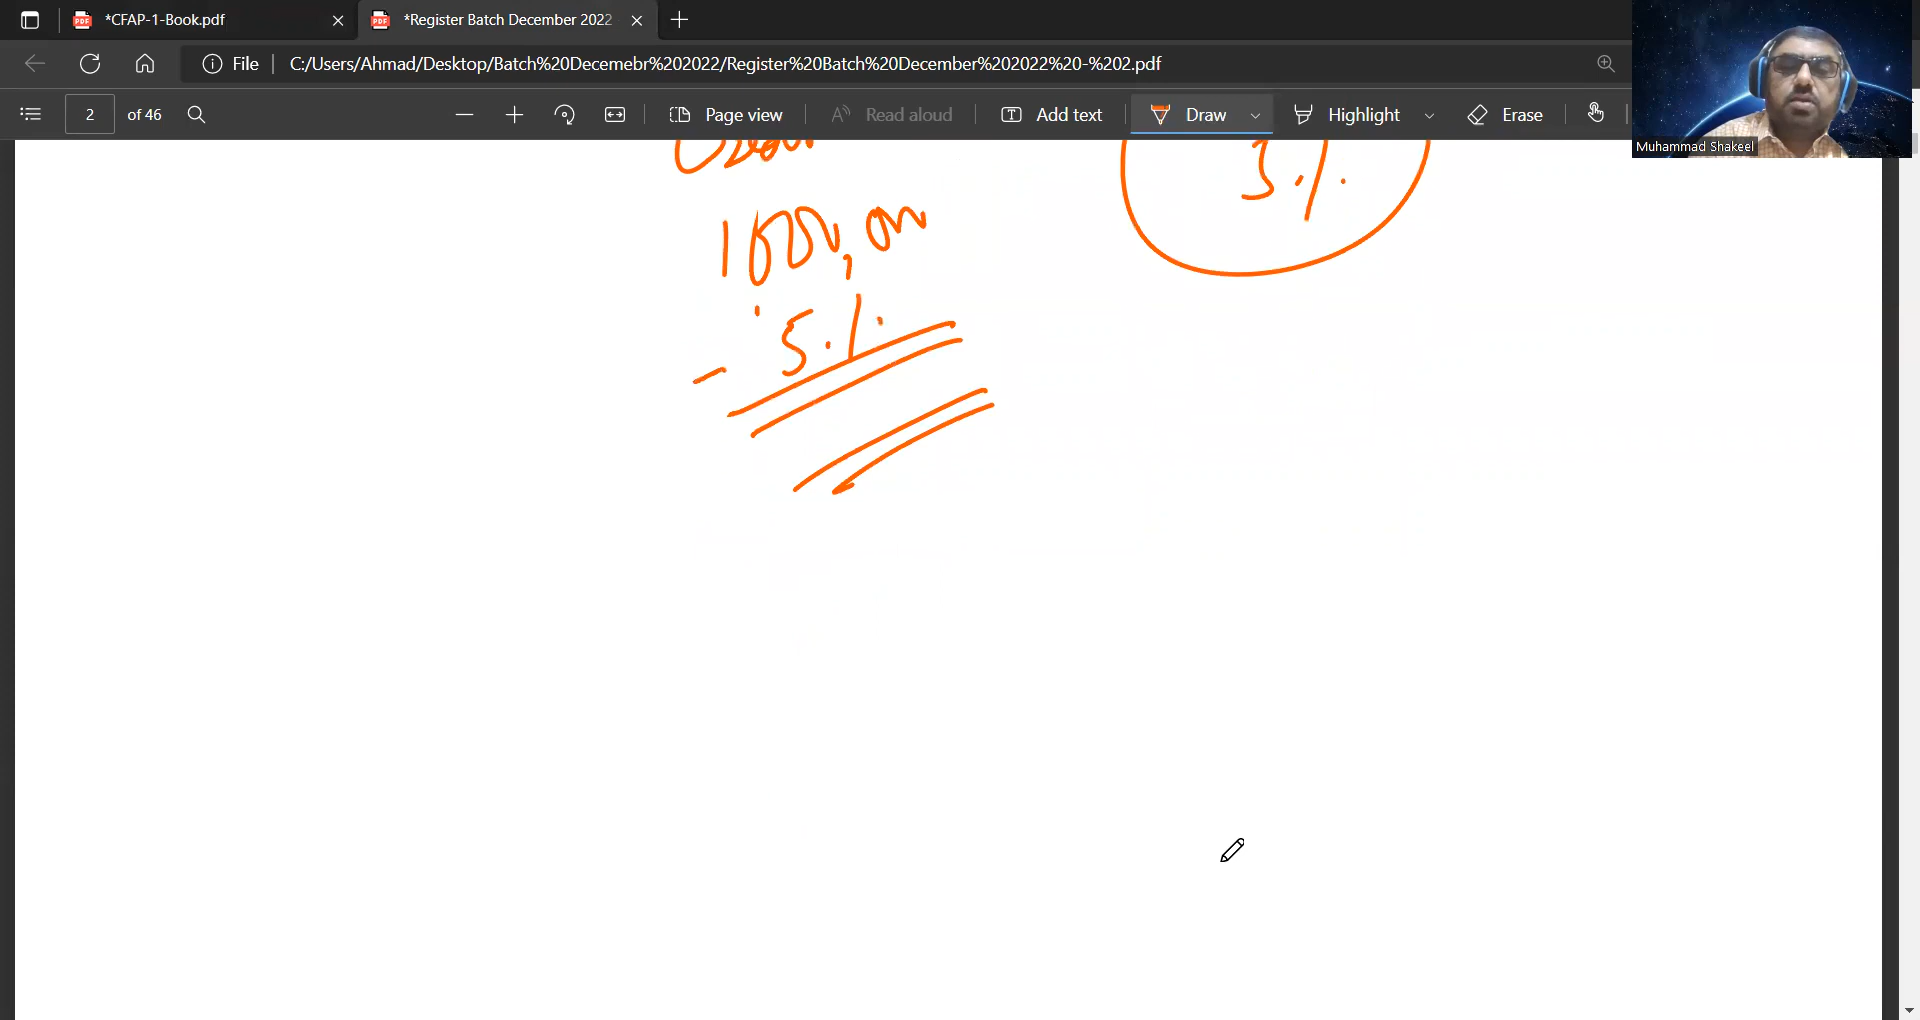 *CFAP-1-Book.pdf
*Register Batch December 2022
File
C:/Users/Ahmad/Desktop/Batch%20Decemebr%202022/Register%20Batch%20December%202022%20-%202.pdf
2 of 46
Page view
Read aloud
Add text
Draw
Highlight
Erase
Muhammad Shakeel
3%
5%